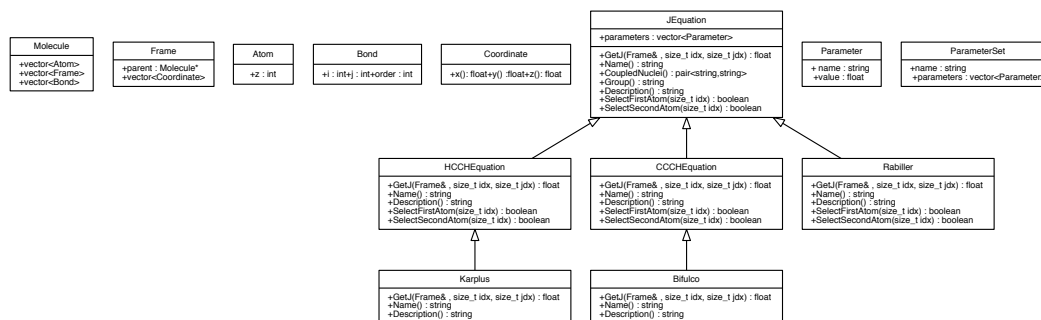 Molecule
+vector<Atom>
+vector<Frame>
+vector<Bond>
Frame
+parent : Molecule*
+vector<Coordinate>
Atom
+z : int
Bond
+i : int+j : int+order : int
Coordinate
+x(): float+y() :float+z(): float
JEquation
+parameters : vector<Parameter>
+GetJ(Frame& , size_t idx, size_t jdx) : float
+Name() : string
+CoupledNuclei() : pair<string,string>
+Group() : string
+Description() : string
+SelectFirstAtom(size_t idx) : boolean
+SelectSecondAtom(size_t idx) : boolean
Parameter
+ name : string
+value : float
ParameterSet
+name : string
+parameters : vector<Parameter
HCCHEquation
+GetJ(Frame& , size_t idx, size_t jdx) : float
+Name() : string
+Description() : string
+SelectFirstAtom(size_t idx) : boolean
+SelectSecondAtom(size_t idx) : boolean
CCCHEquation
+GetJ(Frame& , size_t idx, size_t jdx) : float
+Name() : string
+Description() : string
+SelectFirstAtom(size_t idx) : boolean
+SelectSecondAtom(size_t idx) : boolean
Rabiller
+GetJ(Frame& , size_t idx, size_t jdx) : float
+Name() : string
+Description() : string
+SelectFirstAtom(size_t idx) : boolean
+SelectSecondAtom(size_t idx) : boolean
Karplus
+GetJ(Frame& , size_t idx, size_t jdx) : float
+Name() : string
+Description() : string
Bifulco
+GetJ(Frame& , size_t idx, size_t jdx) : float
+Name() : string
+Description() : string